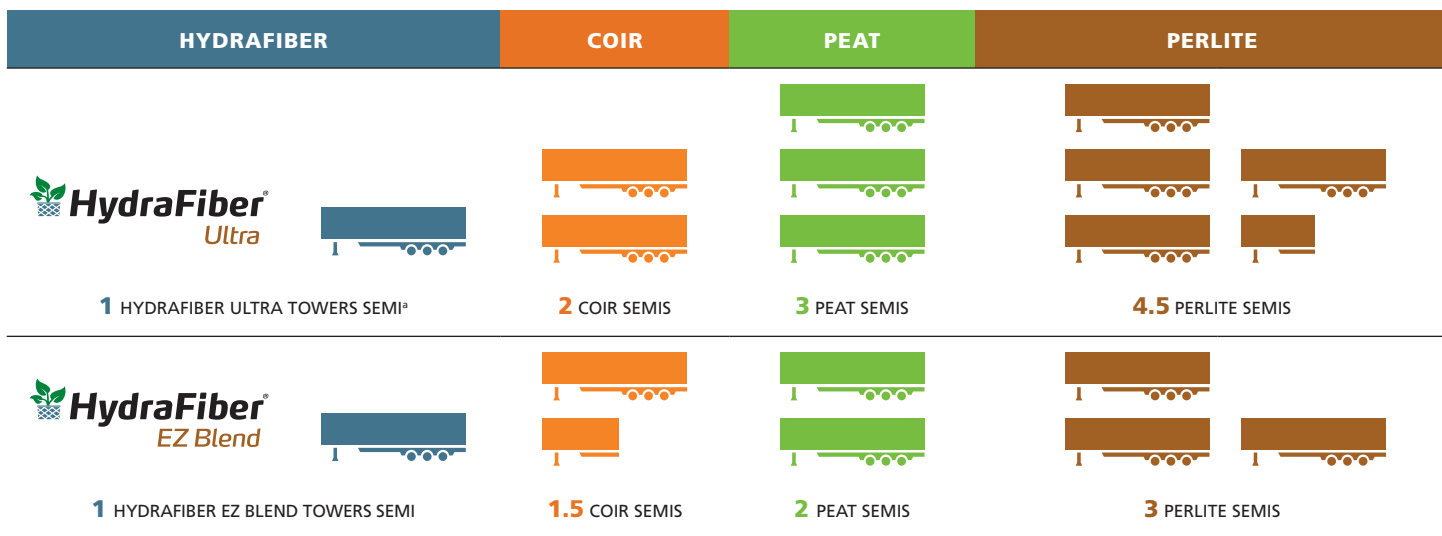 HYDRAFIBER COIR PEAT PERLITE
HydraFiber®
Ultra
1 HYDRAFIBER ULTRA TOWERS SEMIª 2 COIR SEMIS 3 PEAT SEMIS 4.5 PERLITE SEMIS
HydraFiber®
EZ Blend
1 HYDRAFIBER EZ BLEND TOWERS SEMI 1.5 COIR SEMIS 2 PEAT SEMIS 3 PERLITE SEMIS